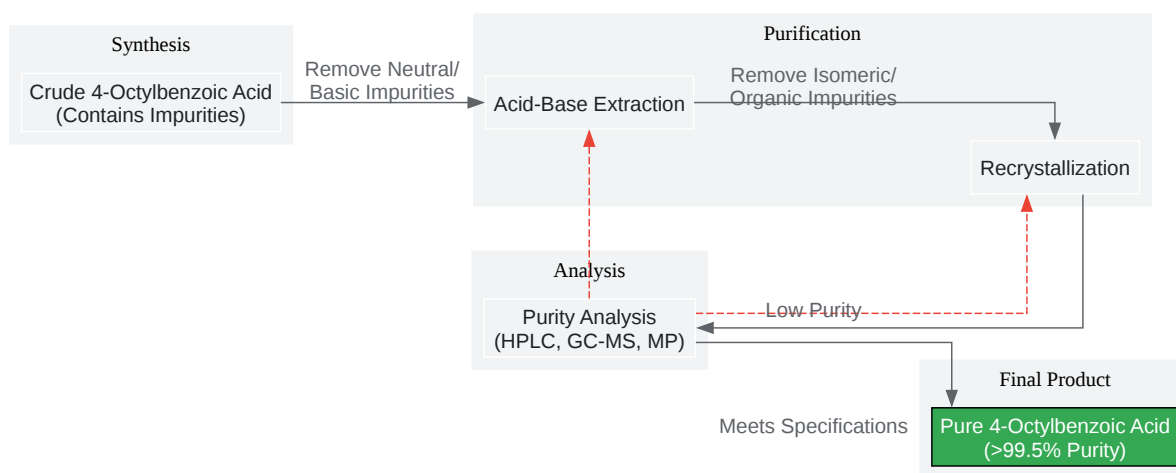 Synthesis
Crude 4-Octylbenzoic Acid
(Contains Impurities)
Remove Neutral/
Basic Impurities
Purification
Acid-Base Extraction
Remove Isomeric/
Organic Impurities
Recrystallization
Analysis
Purity Analysis
(HPLC, GC-MS, MP)
Low Purity
Meets Specifications
Final Product
Pure 4-Octylbenzoic Acid
(>99.5% Purity)